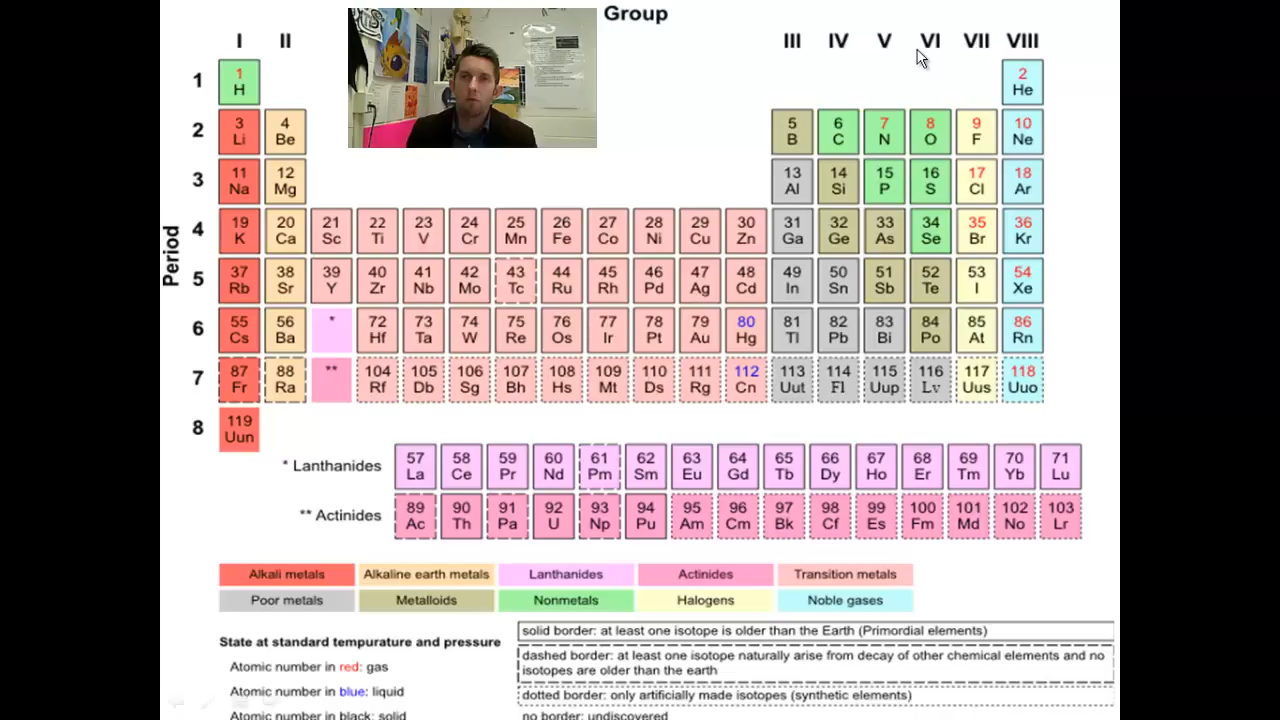 Group
I II III IV V VI VII VIII
Period
1 1 H 2 He
2 3 Li 4 Be 5 B 6 C 7 N 8 O 9 F 10 Ne
3 11 Na 12 Mg 13 Al 14 Si 15 P 16 S 17 Cl 18 Ar
4 19 K 20 Ca 21 Sc 22 Ti 23 V 24 Cr 25 Mn 26 Fe 27 Co 28 Ni 29 Cu 30 Zn 31 Ga 32 Ge 33 As 34 Se 35 Br 36 Kr
5 37 Rb 38 Sr 39 Y 40 Zr 41 Nb 42 Mo 43 Tc 44 Ru 45 Rh 46 Pd 47 Ag 48 Cd 49 In 50 Sn 51 Sb 52 Te 53 I 54 Xe
6 55 Cs 56 Ba * 72 Hf 73 Ta 74 W 75 Re 76 Os 77 Ir 78 Pt 79 Au 80 Hg 81 Tl 82 Pb 83 Bi 84 Po 85 At 86 Rn
7 87 Fr 88 Ra ** 104 Rf 105 Db 106 Sg 107 Bh 108 Hs 109 Mt 110 Ds 111 Rg 112 Cn 113 Uut 114 Fl 115 Uup 116 Lv 117 Uus 118 Uuo
8 119 Uun
* Lanthanides 57 La 58 Ce 59 Pr 60 Nd 61 Pm 62 Sm 63 Eu 64 Gd 65 Tb 66 Dy 67 Ho 68 Er 69 Tm 70 Yb 71 Lu
** Actinides 89 Ac 90 Th 91 Pa 92 U 93 Np 94 Pu 95 Am 96 Cm 97 Bk 98 Cf 99 Es 100 Fm 101 Md 102 No 103 Lr
Alkali metals Alkaline earth metals Lanthanides Actinides Transition metals
Poor metals Metalloids Nonmetals Halogens Noble gases
State at standard tempurature and pressure
Atomic number in red: gas
Atomic number in blue: liquid
Atomic number in black: solid
solid border: at least one isotope is older than the Earth (Primordial elements)
dashed border: at least one isotope naturally arise from decay of other chemical elements and no
isotopes are older than the earth
dotted border: only artificially made isotopes (synthetic elements)
no border: undiscovered